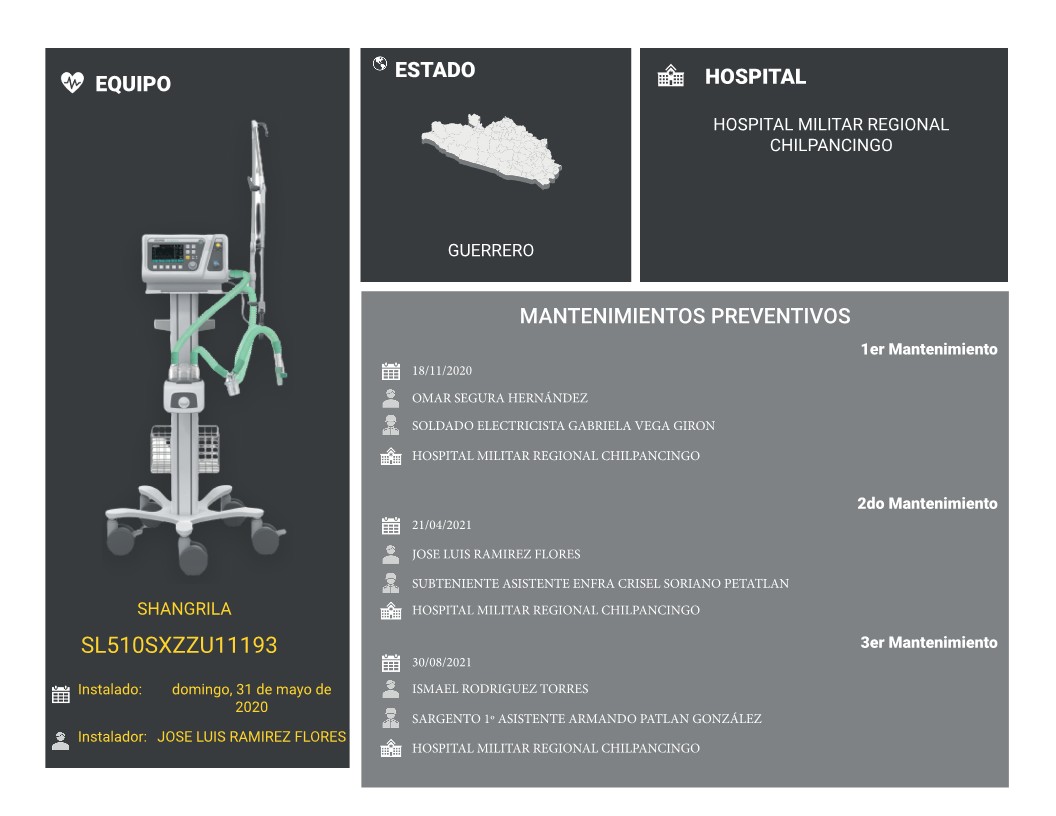 EQUIPO
SHANGRILA
SL510SXZZU11193
Instalado: domingo, 31 de mayo de
2020
Instalador: JOSE LUIS RAMIREZ FLORES
ESTADO
GUERRERO
HOSPITAL
HOSPITAL MILITAR REGIONAL
CHILPANCINGO
MANTENIMIENTOS PREVENTIVOS
1er Mantenimiento
18/11/2020
OMAR SEGURA HERNÁNDEZ
SOLDADO ELECTRICISTA GABRIELA VEGA GIRON
HOSPITAL MILITAR REGIONAL CHILPANCINGO
2do Mantenimiento
21/04/2021
JOSE LUIS RAMIREZ FLORES
SUBTENIENTE ASISTENTE ENFRA CRISEL SORIANO PETATLAN
HOSPITAL MILITAR REGIONAL CHILPANCINGO
3er Mantenimiento
30/08/2021
ISMAEL RODRIGUEZ TORRES
SARGENTO 1º ASISTENTE ARMANDO PATLAN GONZÁLEZ
HOSPITAL MILITAR REGIONAL CHILPANCINGO